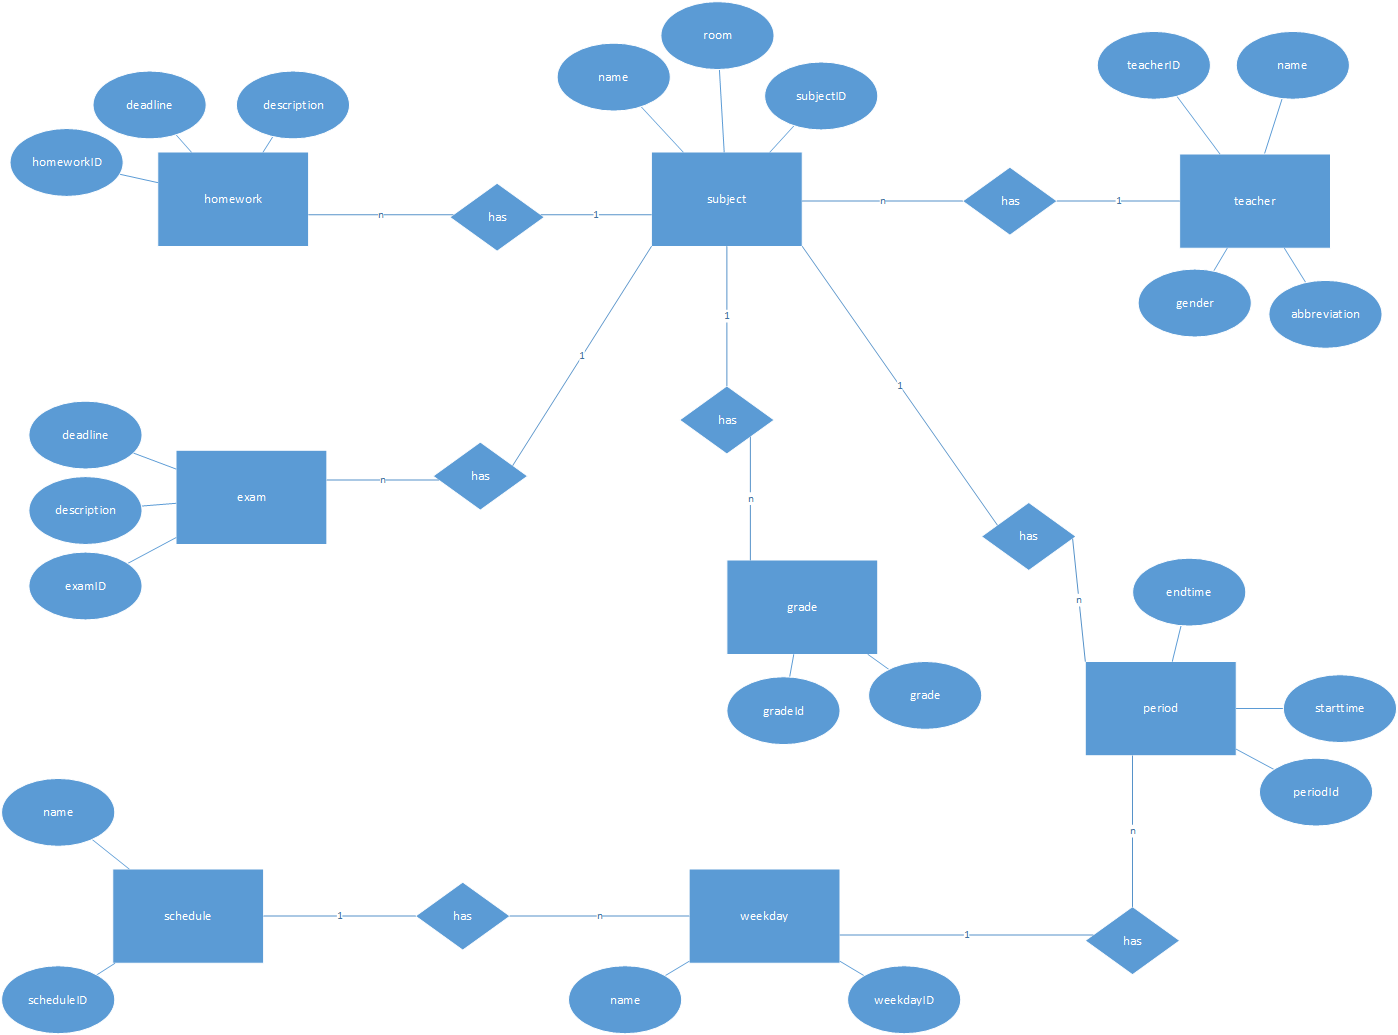 room
name
subjectID
teacherID
name
deadline
description
homeworkID
homework
n
has
1
subject
n
has
1
teacher
gender
abbreviation
1
1
1
deadline
description
examID
exam
n
has
has
n
grade
gradeId
grade
has
n
endtime
period
starttime
periodId
n
name
schedule
scheduleID
1
has
n
weekday
name
weekdayID
1
has